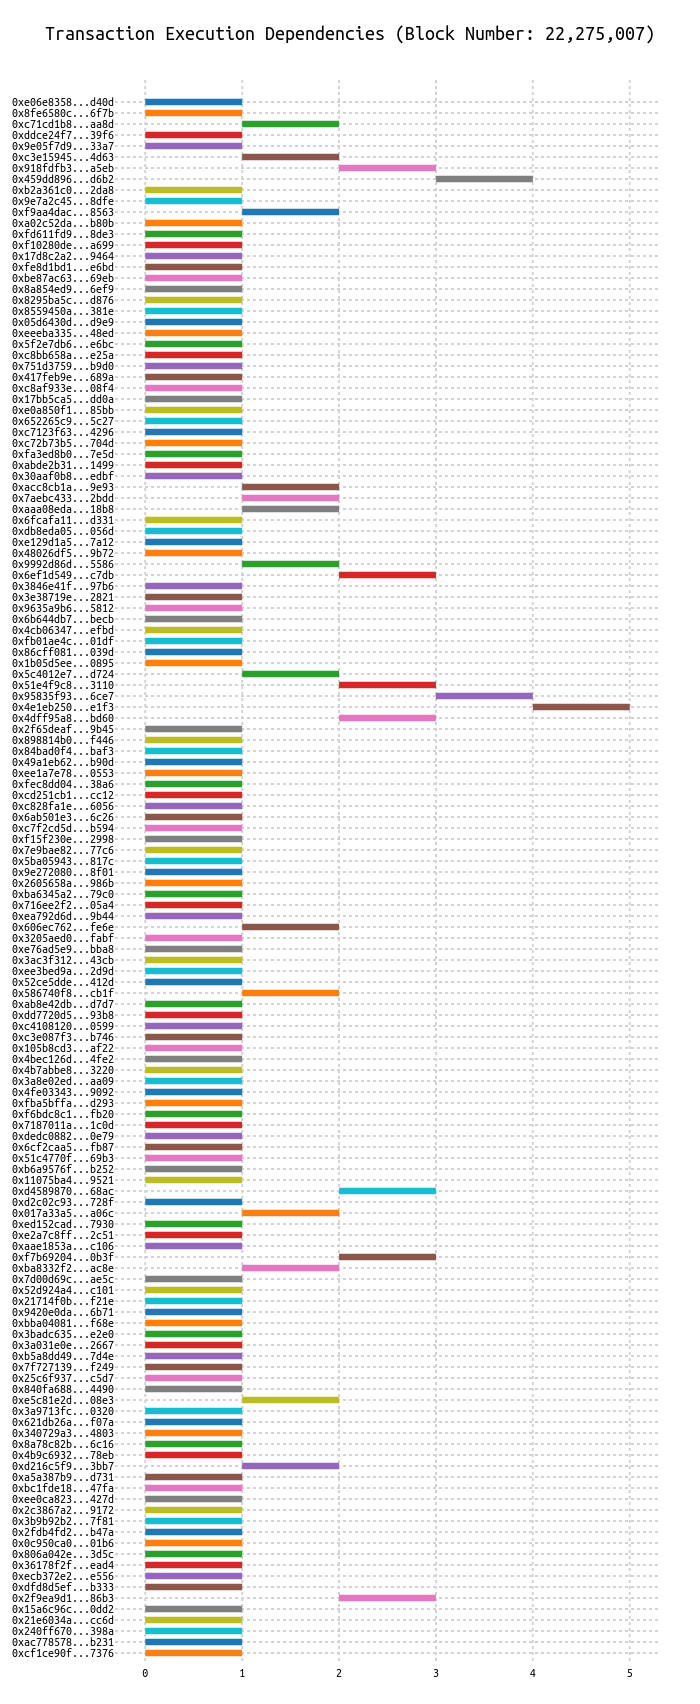 Transaction Execution Dependencies (Block Number: 22,275,007)
0xe06e8358...d40d
0x8fe6580c...6f7b
0xc71cd1b8...aa8d
0xddce24f7...39f6
0x9e05f7d9...33a7
0xc3e15945...4d63
0x918fdfb3...a5eb
0x459dd896...d6b2
0xb2a361c0...2da8
0x9e7a2c45...8dfe
0xf9aa4dac...8563
0xa02c52da...b80b
0xfd611fd9...8de3
0xf10280de...a699
0x17d8c2a2...9464
0xfe8d1bd1...e6bd
0xbe87ac63...69eb
0x8a854ed9...6ef9
0x8295ba5c...d876
0x8559450a...381e
0x05d6430d...d9e9
0xeeeba335...48ed
0x5f2e7db6...e6bc
0xc8bb658a...e25a
0x751d3759...b9d0
0x417feb9e...689a
0xc8af933e...08f4
0x17bb5ca5...dd0a
0xe0a850f1...85bb
0x652265c9...5c27
0xc7123f63...4296
0xc72b73b5...704d
0xfa3ed8b0...7e5d
0xabde2b31...1499
0x30aaf0b8...edbf
0xacc8cb1a...9e93
0x7aebc433...2bdd
0xaaa08eda...18b8
0x6fcafa11...d331
0xdb8eda05...056d
0xe129d1a5...7a12
0x48026df5...9b72
0x9992d86d...5586
0x6ef1d549...c7db
0x3846e41f...97b6
0x3e38719e...2821
0x9635a9b6...5812
0x6b644db7...becb
0x4cb06347...efbd
0xfb01ae4c...01df
0x86cff081...039d
0x1b05d5ee...0895
0x5c4012e7...d724
0x51e4f9c8...3110
0x95835f93...6ce7
0x4e1eb250...e1f3
0x4dff95a8...bd60
0x2f65deaf...9b45
0x898814b0...f446
0x84bad0f4...baf3
0x49a1eb62...b90d
0xee1a7e78...0553
0xfec8dd04...38a6
0xcd251cb1...cc12
0xc828fa1e...6056
0x6ab501e3...6c26
0xc7f2cd5d...b594
0xf15f230e...2998
0x7e9bae82...77c6
0x5ba05943...817c
0x9e272080...8f01
0x2605658a...986b
0xba6345a2...79c0
0x716ee2f2...05a4
0xea792d6d...9b44
0x606ec762...fe6e
0x3205aed0...fabf
0xe76ad5e9...bba8
0x3ac3f312...43cb
0xee3bed9a...2d9d
0x52ce5dde...412d
0x586740f8...cb1f
0xab8e42db...d7d7
0xdd7720d5...93b8
0xc4108120...0599
0xc3e087f3...b746
0x105b8cd3...af22
0x4bec126d...4fe2
0x4b7abbe8...3220
0x3a8e02ed...aa09
0x4fe03343...9092
0xfba5bffa...d293
0xf6bdc8c1...fb20
0x7187011a...1c0d
0xdedc0882...0e79
0x6cf2caa5...fb87
0x51c4770f...69b3
0xb6a9576f...b252
0x11075ba4...9521
0xd4589870...68ac
0xd2c02c93...728f
0x017a33a5...a06c
0xed152cad...7930
0xe2a7c8ff...2c51
0xaae1853a...c106
0xf7b69204...0b3f
0xba8332f2...ac8e
0x7d00d69c...ae5c
0x52d924a4...c101
0x21714f0b...f21e
0x9420e0da...6b71
0xbba04081...f68e
0x3badc635...e2e0
0x3a031e0e...2667
0xb5a8dd49...7d4e
0x7f727139...f249
0x25c6f937...c5d7
0x840fa688...4490
0xe5c81e2d...08e3
0x3a9713fc...0320
0x621db26a...f07a
0x340729a3...4803
0x8a78c82b...6c16
0x4b9c6932...78eb
0xd216c5f9...3bb7
0xa5a387b9...d731
0xbc1fde18...47fa
0xee0ca823...427d
0x2c3867a2...9172
0x3b9b92b2...7f81
0x2fdb4fd2...b47a
0x0c950ca0...01b6
0x806a042e...3d5c
0x36178f2f...ead4
0xecb372e2...e556
0xdfd8d5ef...b333
0x2f9ea9d1...86b3
0x15a6c96c...0dd2
0x21e6034a...cc6d
0x240ff670...398a
0xac778578...b231
0xcf1ce90f...7376
0 1 2 3 4 5